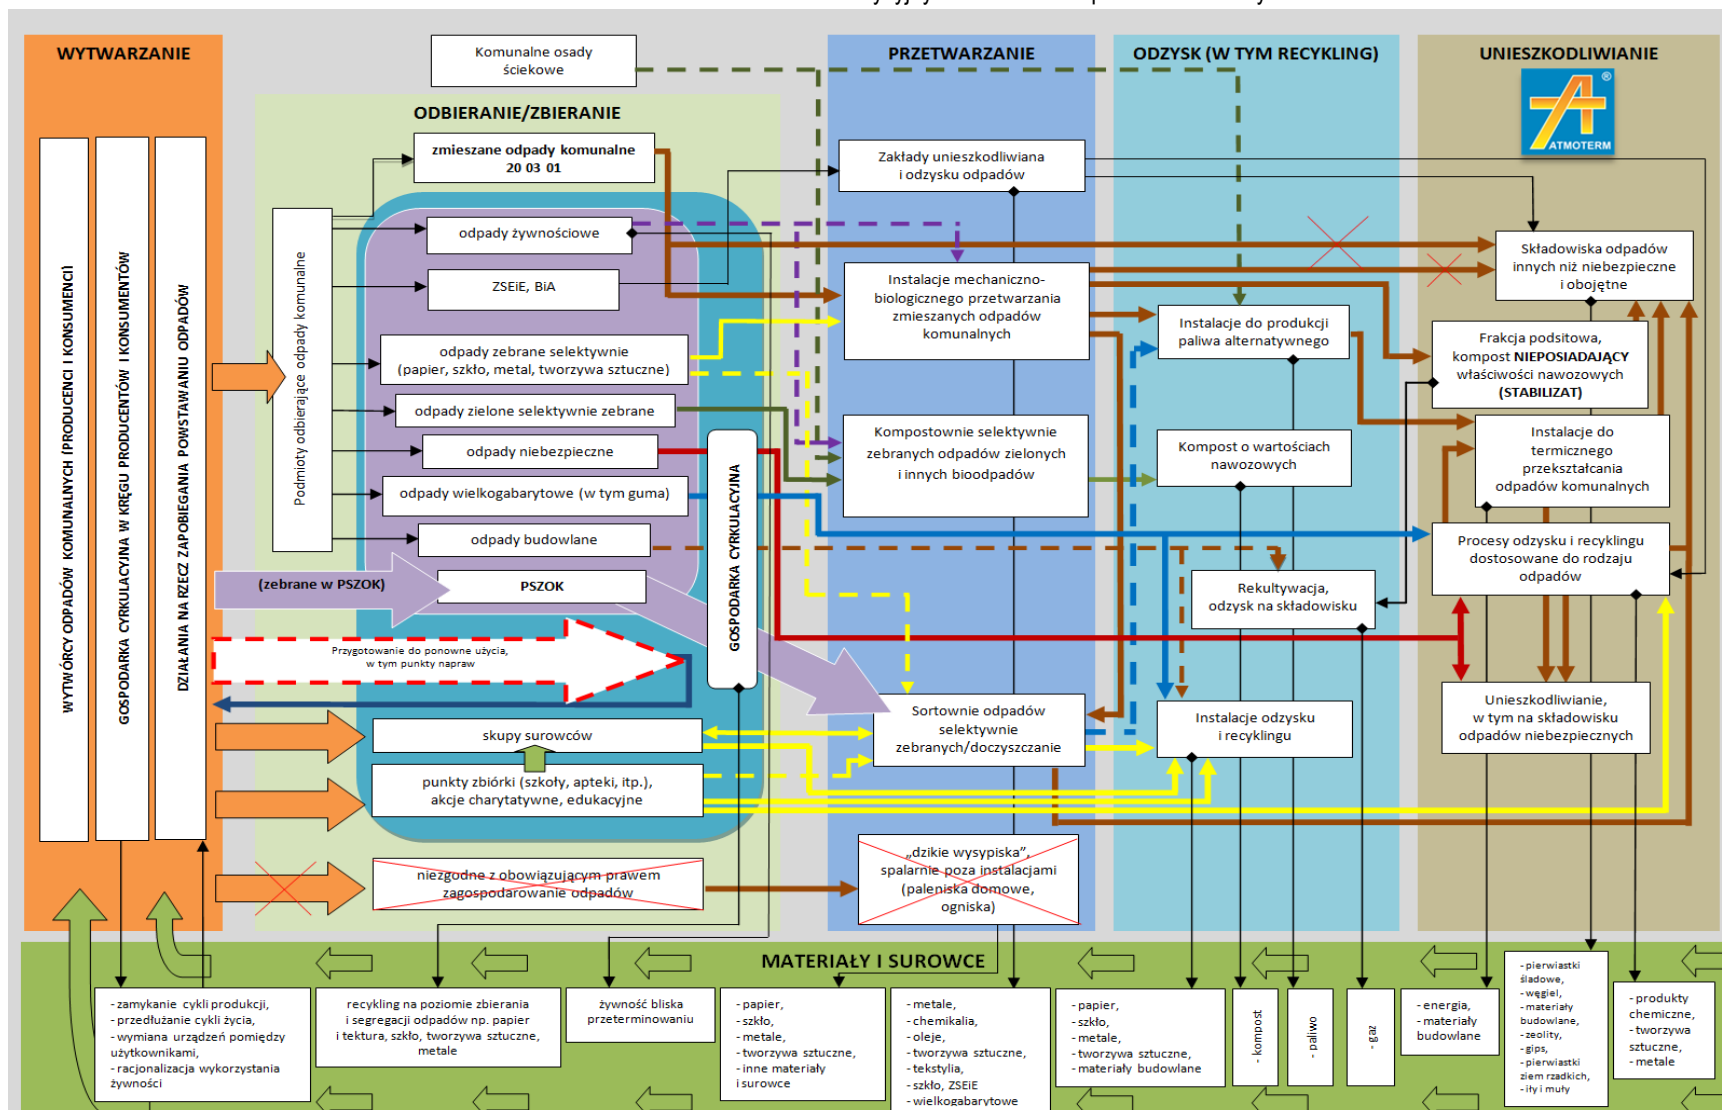 WYTWARZANIE
WYTWÓRCY ODPADÓW KOMUNALNYCH (PRODUCENCI I KONSUMENCI)
GOSPODARKA CYRKULACYJNA W KRĘGU PRODUCENTÓW I KONSUMENTÓW
DZIAŁANIA NA RZECZ ZAPOBIEGANIA POWSTAWANIU ODPADÓW
Komunalne osady
ściekowe
ODBIERANIE/ZBIERANIE
zmieszane odpady komunalne
20 03 01
Podmioty odbierające odpady komunalne
odpady żywnościowe
ZSEiE, BiA
odpady zebrane selektywnie
(papier, szkło, metal, tworzywa sztuczne)
odpady zielone selektywnie zebrane
odpady niebezpieczne
odpady wielkogabarytowe (w tym guma)
odpady budowlane
(zebrane w PSZOK)
PSZOK
GOSPODARKA CYRKULACYJNA
Przygotowanie do ponowne użycia,
w tym punkty napraw
skupy surowców
punkty zbiórki (szkoły, apteki, itp.),
akcje charytatywne, edukacyjne
niezgodne z obowiązującym prawem
zagospodarowanie odpadów
PRZETWARZANIE
Zakłady unieszkodliwiana
i odzysku odpadów
Instalacje mechaniczno-
biologicznego przetwarzania
zmieszanych odpadów
komunalnych
Kompostownie selektywnie
zebranych odpadów zielonych
i innych bioodpadów
Sortownie odpadów
selektywnie
zebranych/doczyszczanie
„dzikie wysypiska”,
spalarnie poza instalacjami
(paleniska domowe,
ogniska)
ODZYSK (W TYM RECYKLING)
Instalacje do produkcji
paliwa alternatywnego
Kompost o wartościach
nawozowych
Rekultywacja,
odzysk na składowisku
Instalacje odzysku
i recyklingu
UNIESZKODLIWIANIE
®
ATMOTERM
Składowiska odpadów
innych niż niebezpieczne
i obojętne
Frakcja podsitowa,
kompost NIEPOSIADAJĄCY
właściwości nawozowych
(STABILIZAT)
Instalacje do
termicznego
przekształcania
odpadów komunalnych
Procesy odzysku i recyklingu
dostosowane do rodzaju
odpadów
Unieszkodliwianie,
w tym na składowisku
odpadów niebezpiecznych
MATERIAŁY I SUROWCE
- zamykanie cykli produkcji,
- przedłużanie cykli życia,
- wymiana urządzeń pomiędzy
użytkownikami,
- racjonalizacja wykorzystania
żywności
recykling na poziomie zbierania
i segregacji odpadów np. papier
i tektura, szkło, tworzywa sztuczne,
metale
żywność bliska
przeterminowaniu
- papier,
- szkło,
- metale,
- tworzywa sztuczne,
- inne materiały
i surowce
- metale,
- chemikalia,
- oleje,
- tworzywa sztuczne,
- tekstylia,
- szkło, ZSEiE
- wielkogabarytowe
- papier,
- szkło,
- metale,
- tworzywa sztuczne,
- materiały budowlane
- kompost
- paliwo
- gaz
- energia,
- materiały
budowlane
- pierwiastki
śladowe,
- węgiel,
- materiały
budowlane,
- zeolity,
- gips,
- pierwiastki
ziem rzadkich,
- iły i muły
- produkty
chemiczne,
- tworzywa
sztuczne,
- metale